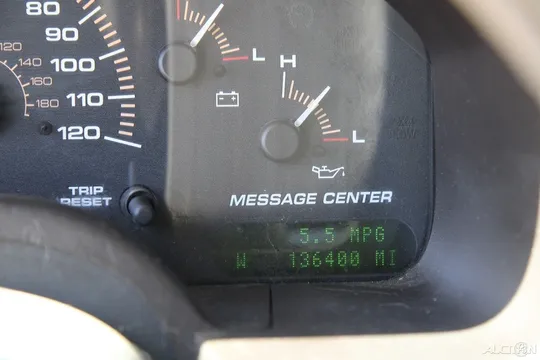 80
90
100
110
120
120
140
160
180
L
H
L
TRIP
RESET
MESSAGE CENTER
5.5 MPG
W 136400 MI